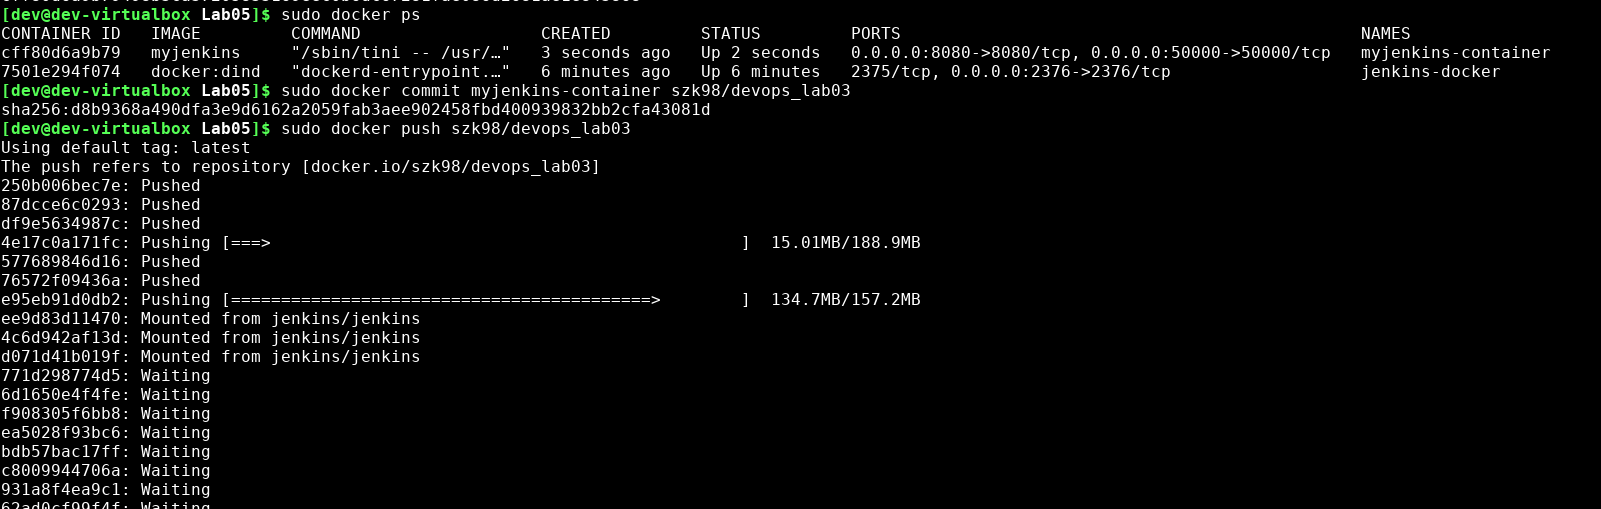 [dev@dev-virtualbox Lab05]$ sudo docker ps
CONTAINER ID   IMAGE         COMMAND                  CREATED         STATUS         PORTS                                              NAMES
cff80d6a9b79   myjenkins     "/sbin/tini -- /usr/…"   3 seconds ago   Up 2 seconds   0.0.0.0:8080->8080/tcp, 0.0.0.0:50000->50000/tcp   myjenkins-container
7501e294f074   docker:dind   "dockerd-entrypoint.…"   6 minutes ago   Up 6 minutes   2375/tcp, 0.0.0.0:2376->2376/tcp                   jenkins-docker
[dev@dev-virtualbox Lab05]$ sudo docker commit myjenkins-container szk98/devops_lab03
sha256:d8b9368a490dfa3e9d6162a2059fab3aee902458fbd400939832bb2cfa43081d
[dev@dev-virtualbox Lab05]$ sudo docker push szk98/devops_lab03
Using default tag: latest
The push refers to repository [docker.io/szk98/devops_lab03]
250b006bec7e: Pushed
87dcce6c0293: Pushed
df9e5634987c: Pushed
4e17c0a171fc: Pushing [===>                                               ]  15.01MB/188.9MB
577689846d16: Pushed
76572f09436a: Pushed
e95eb91d0db2: Pushing [==========================================>        ]  134.7MB/157.2MB
ee9d83d11470: Mounted from jenkins/jenkins
4c6d942af13d: Mounted from jenkins/jenkins
d071d41b019f: Mounted from jenkins/jenkins
771d298774d5: Waiting
6d1650e4f4fe: Waiting
f908305f6bb8: Waiting
ea5028f93bc6: Waiting
bdb57bac17ff: Waiting
c8009944706a: Waiting
931a8f4ea9c1: Waiting
62ad0cf99f4f: Waiting